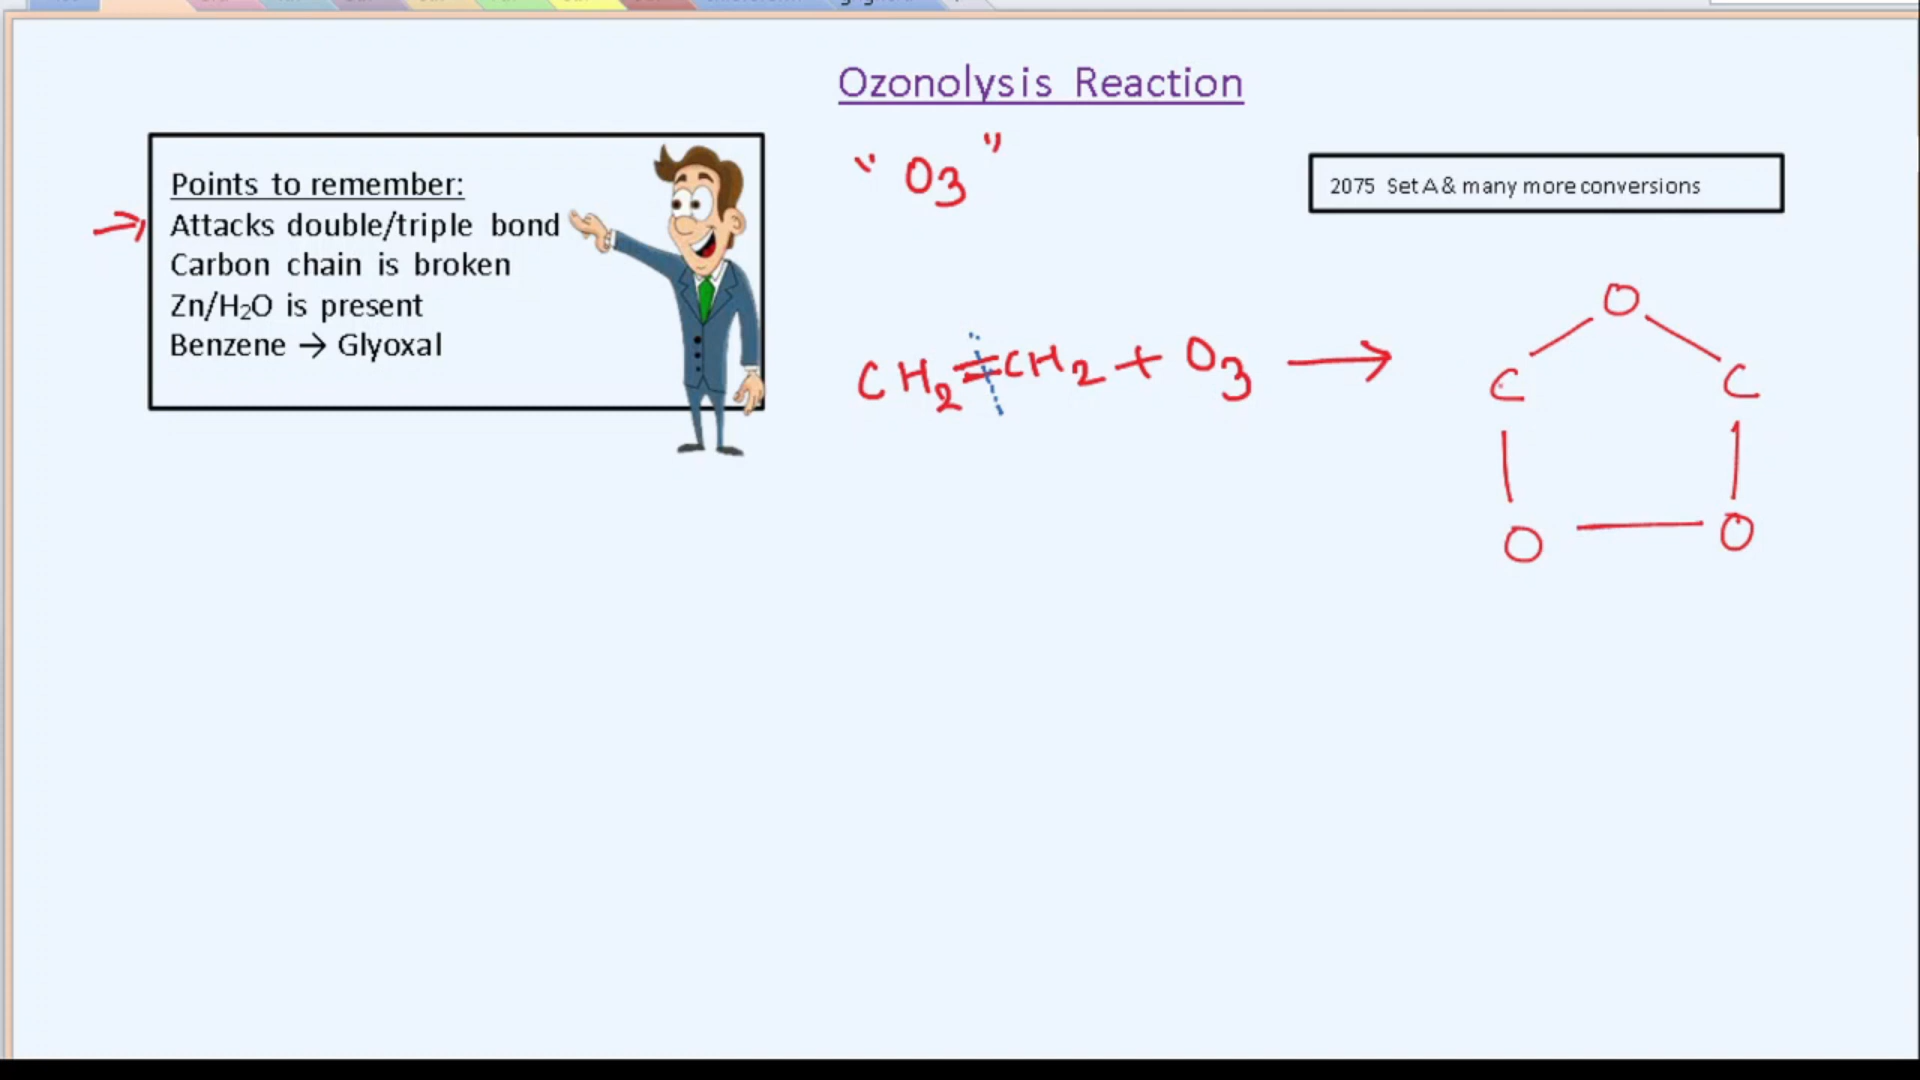 Ozonolysis Reaction
" O3 "
2075 Set A & many more conversions
Points to remember:
Attacks double/triple bond
Carbon chain is broken
Zn/H₂O is present
Benzene → Glyoxal
CH2=CH2 + O3 →
O
C C
O O